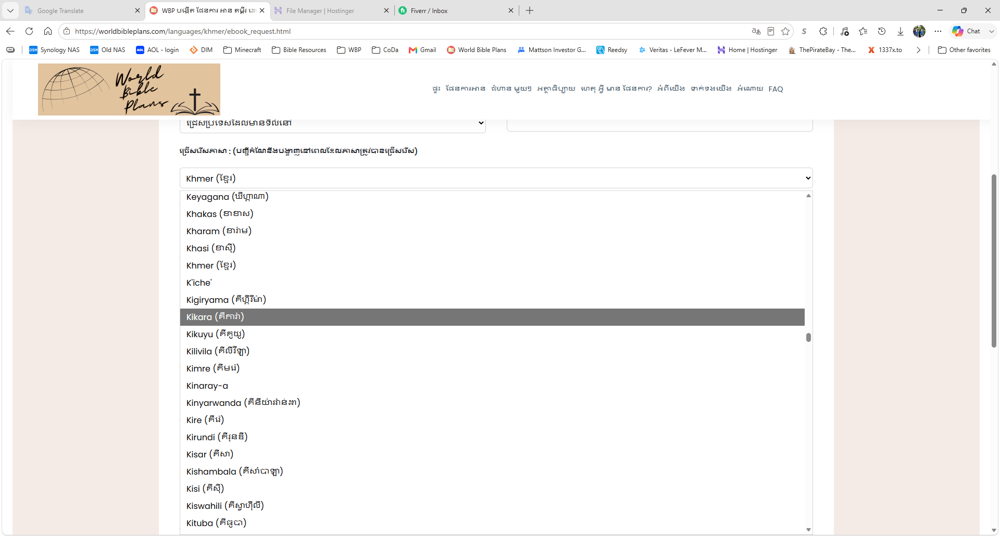 Google Translate
WBP បង្កើត ផែនការ អាន គម្ពីរ
File Manager | Hostinger
Fiverr / Inbox
https://worldbibleplans.com/languages/khmer/ebook_request.html
Chat
Synology NAS
Old NAS
AOL - login
DIM
Minecraft
Bible Resources
WBP
CoDa
Gmail
World Bible Plans
Mattson Investor G...
Reedsy
Veritas - LeFever M...
Home | Hostinger
ThePirateBay - The...
1337x.to
Other favorites
World
Bible
Plans
ផ្ទះ ផែនការអាន ជំហាន មួយៗ អត្ថាធិប្បាយ ហេតុ អ្វី មាន ផែនការ? អំពីយើង ទាក់ទងយើង អំណោយ FAQ
ជ្រើសប្រទេសដែលមានទីលំនៅ
ជ្រើសរើសភាសា : (បញ្ជីកំណែនឹងបង្ហាញនៅពេលដែលភាសាត្រូវបានជ្រើសរើស)
Khmer (ខ្មែរ)
Keyagana (ឃីហ្គាណា)
Khakas (ខាខាស)
Kharam (ខារ៉ាម)
Khasi (ខាស៊ី)
Khmer (ខ្មែរ)
K'iche'
Kigiryama (គីហ្គីរីម៉ា)
Kikara (គីការ៉ា)
Kikuyu (គីគូយូ)
Kilivila (គីលីវីឡា)
Kimre (គីមរ៉េ)
Kinaray-a
Kinyarwanda (គីនីយ៉ារវ៉ាន់ដា)
Kire (គីរ៉េ)
Kirundi (គីរុនឌី)
Kisar (គីសា)
Kishambala (គីសាំបាឡា)
Kisi (គីស៊ី)
Kiswahili (គីស្វាហ៊ីលី)
Kituba (គីធូបា)